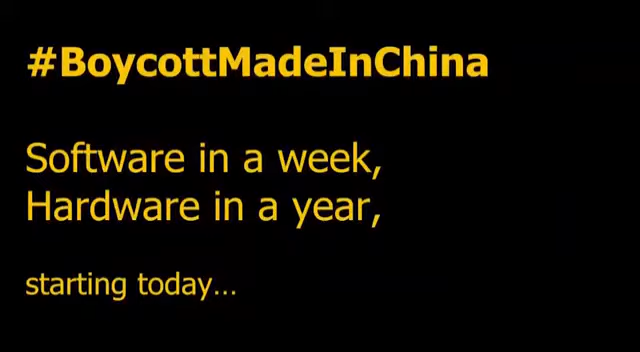 #BoycottMadeInChina
Software in a week,
Hardware in a year,
starting today...